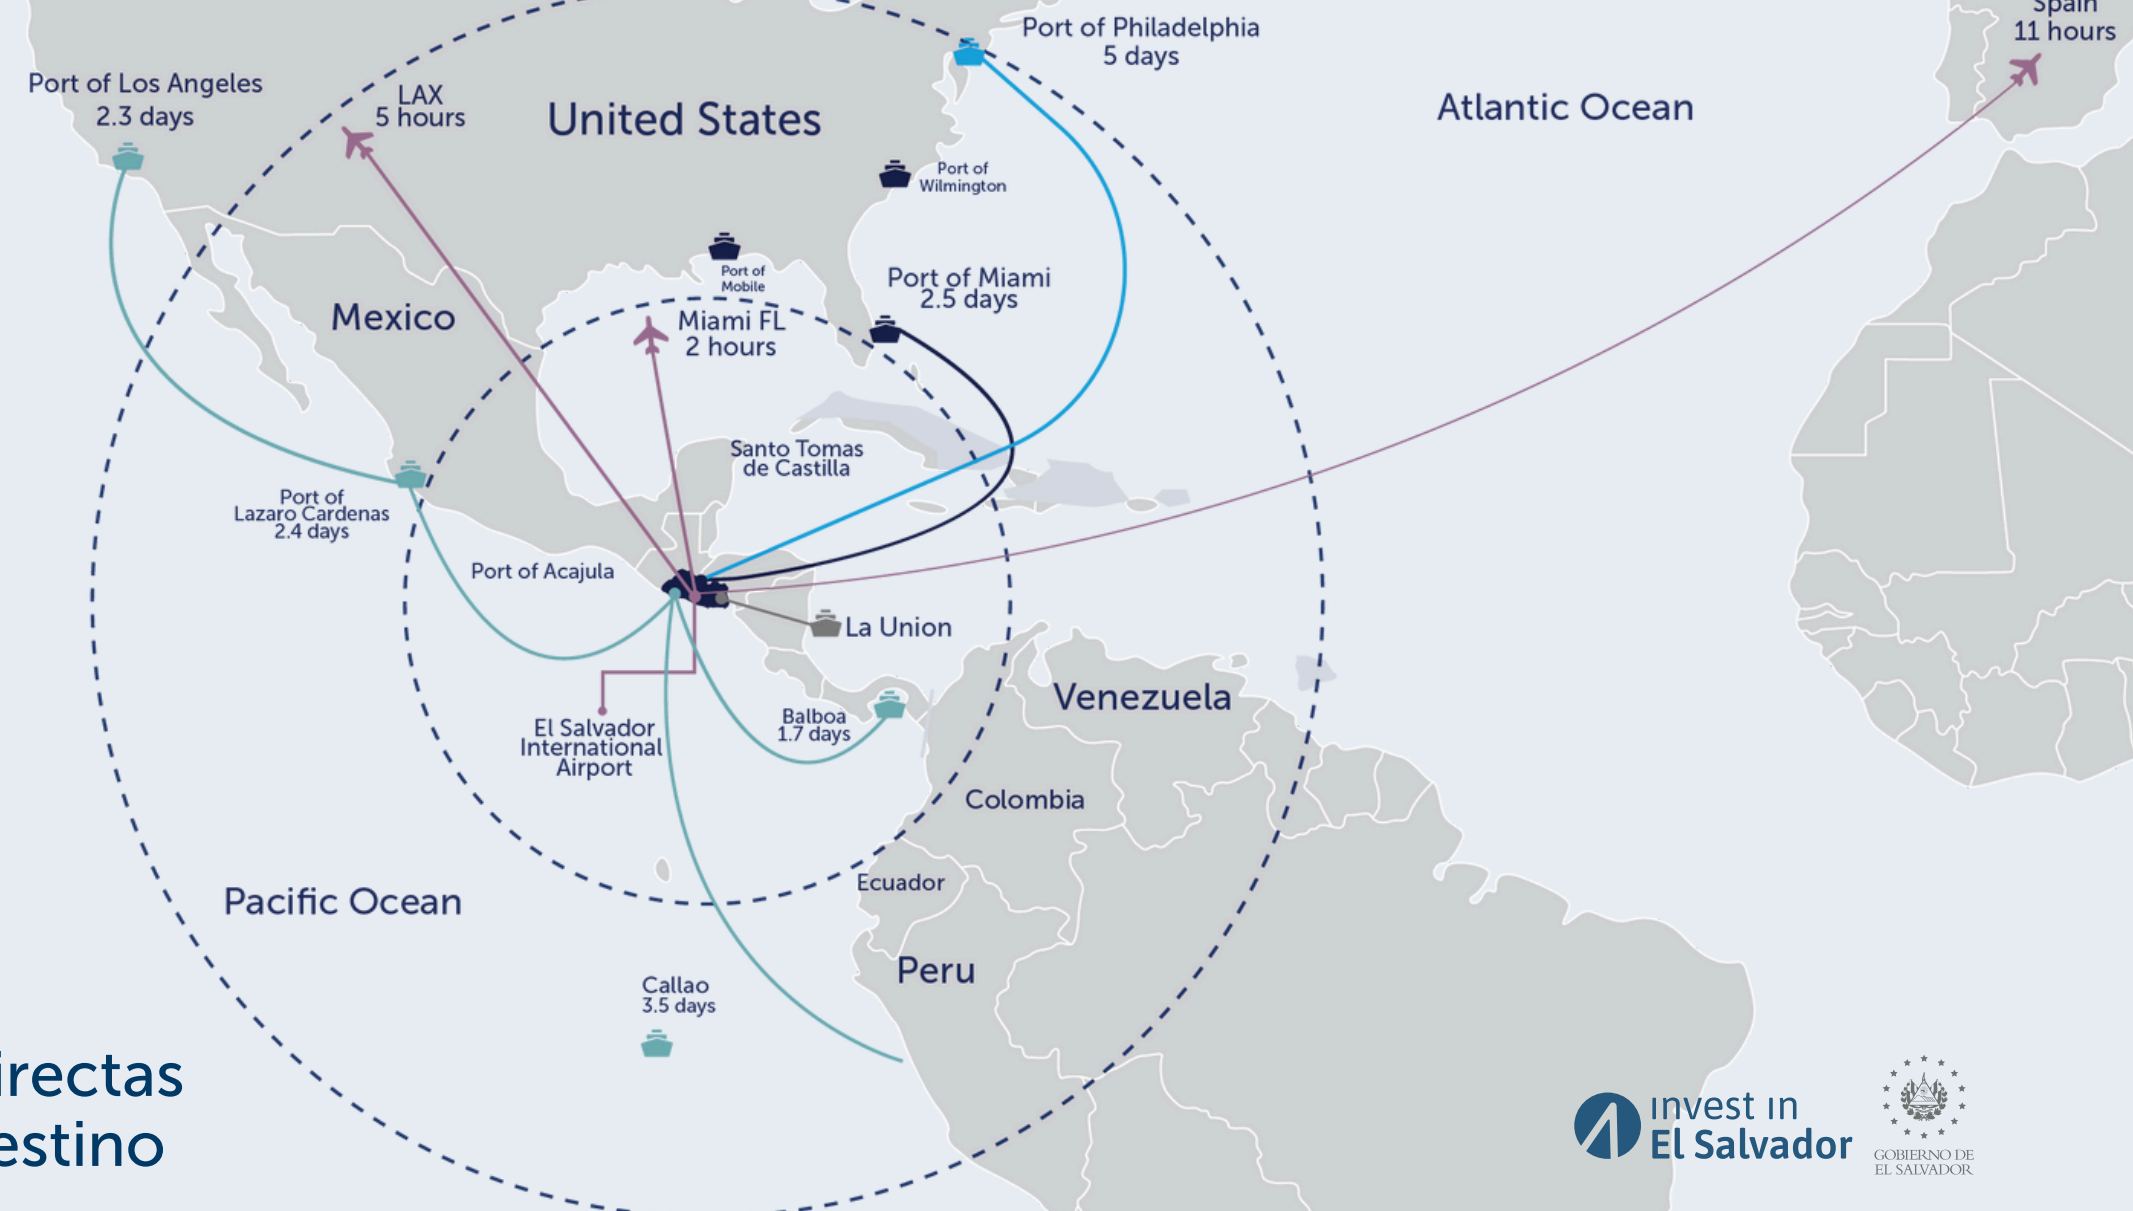 Spain
11 hours
Port of Philadelphia
5 days
Port of Los Angeles
2.3 days
LAX
5 hours
United States
Atlantic Ocean
Port of
Wilmington
Port of
Mobile
Port of Miami
2.5 days
Mexico
Miami FL
2 hours
Santo Tomas
de Castilla
Port of
Lazaro Cardenas
2.4 days
Port of Acajula
La Union
El Salvador
International
Airport
Balboa
1.7 days
Venezuela
Colombia
Ecuador
Pacific Ocean
Peru
Callao
3.5 days
irectas
estino
ınvest ın
El Salvador
GOBIERNO DE
EL SALVADOR